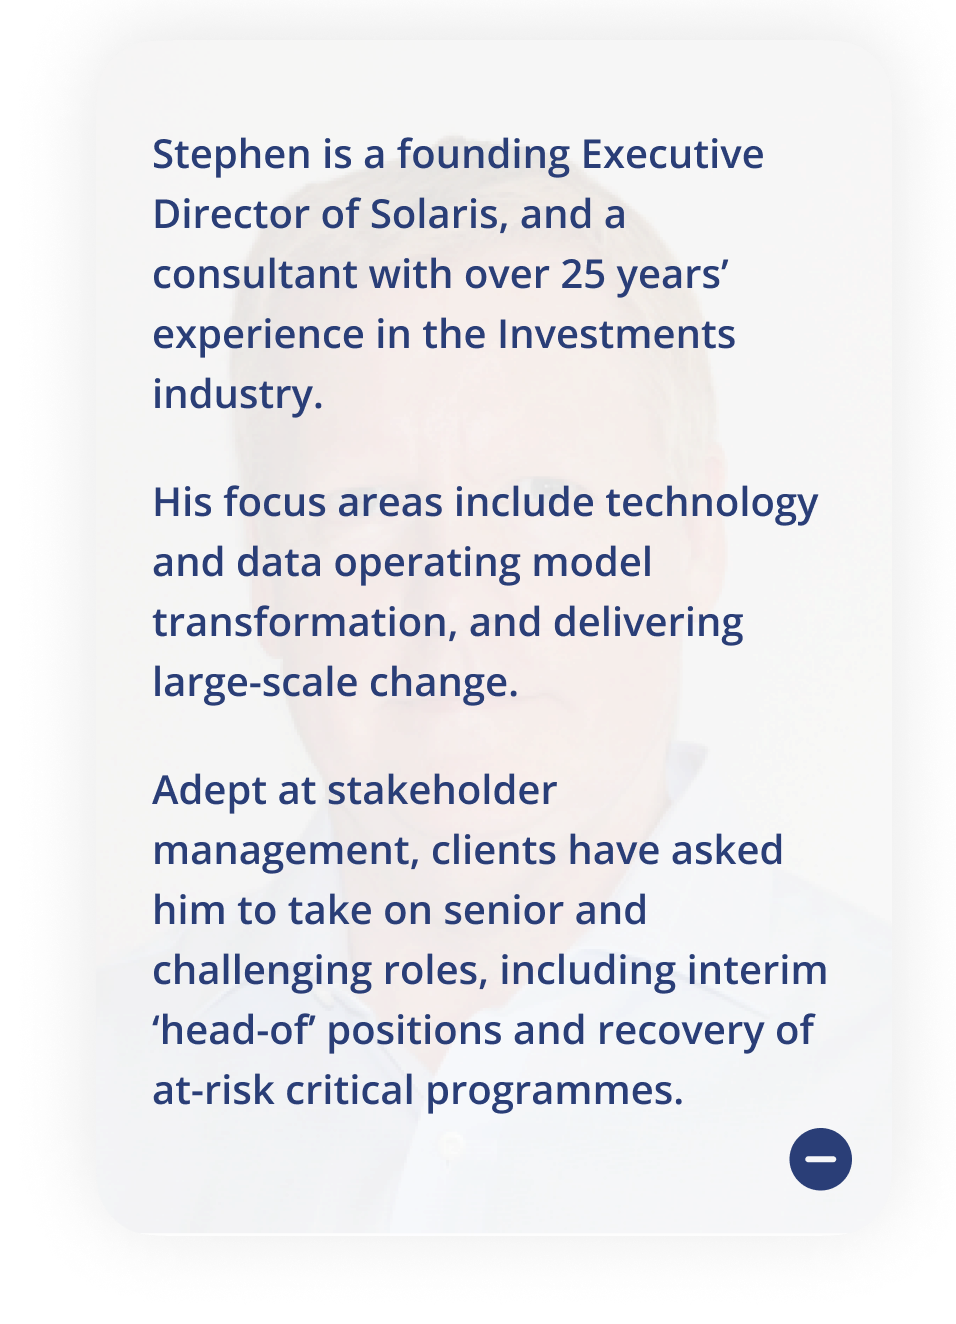 Stephen is a founding Executive
Director of Solaris, and a
consultant with over 25 years’
experience in the Investments
industry.
His focus areas include technology
and data operating model
transformation, and delivering
large-scale change.
Adept at stakeholder
management, clients have asked
him to take on senior and
challenging roles, including interim
‘head-of’ positions and recovery of
at-risk critical programmes.